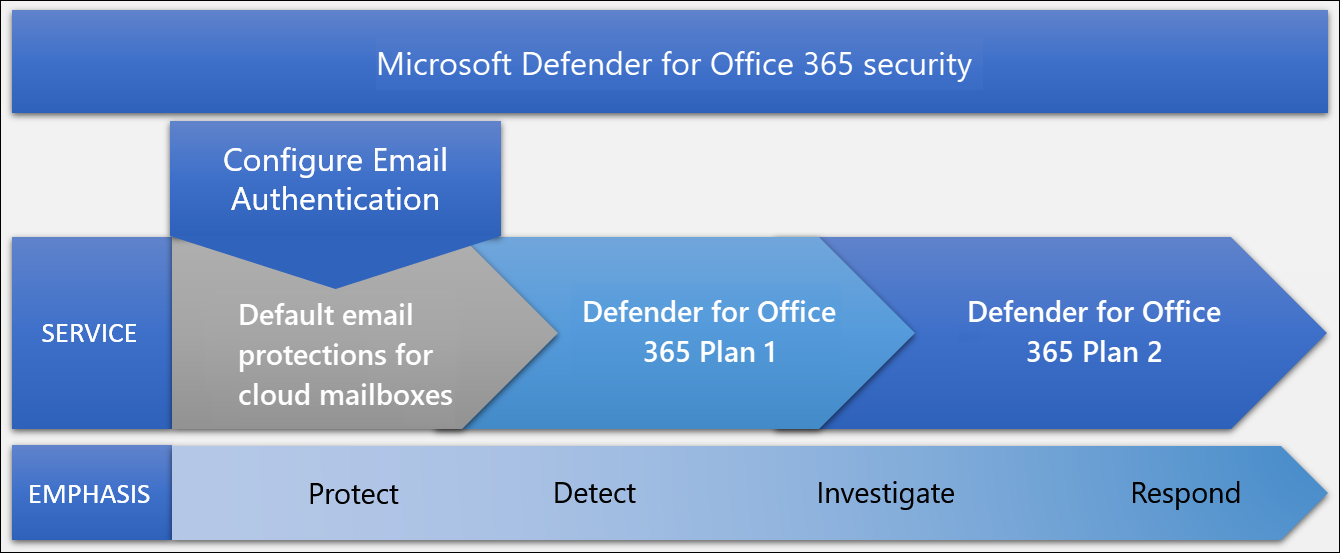 Microsoft Defender for Office 365 security
Configure Email
Authentication
SERVICE
Default email
protections for
cloud mailboxes
Defender for Office
365 Plan 1
Defender for Office
365 Plan 2
EMPHASIS
Protect
Detect
Investigate
Respond